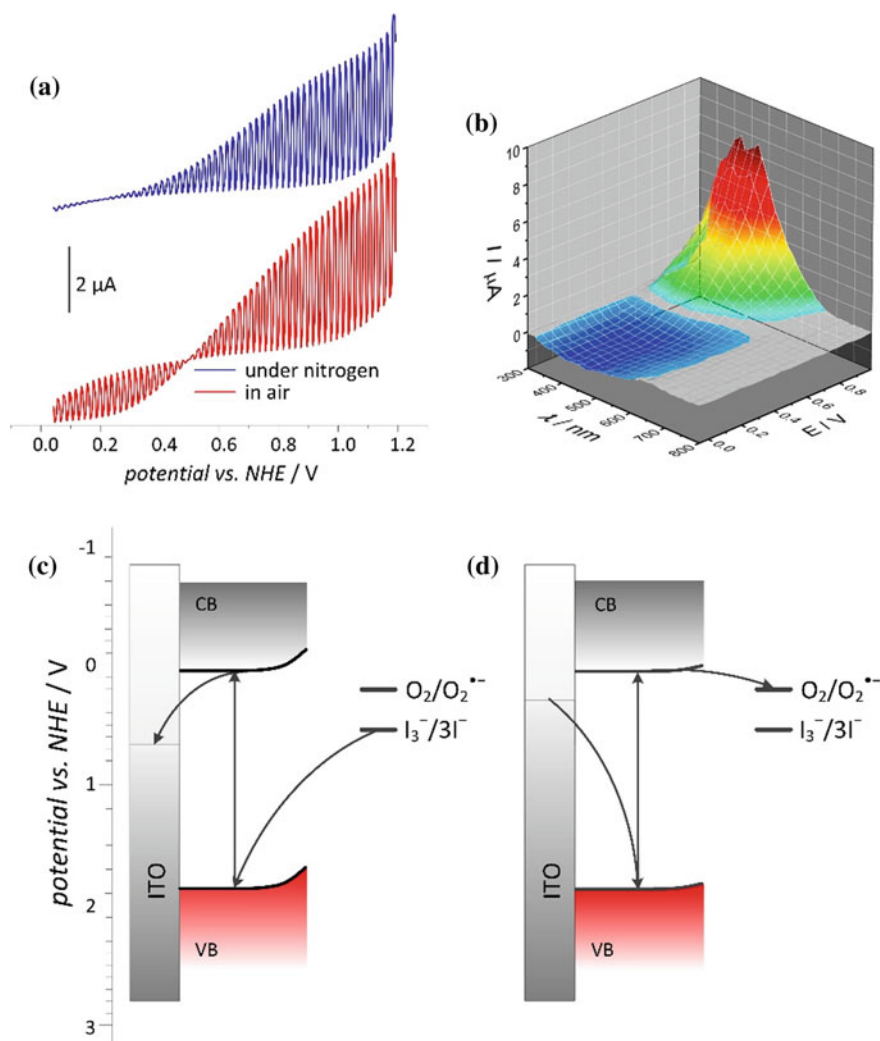 (a)
2 μA
under nitrogen
in air
0.0 0.2 0.4 0.6 0.8 1.0 1.2
potential vs. NHE / V
(b)
10
8
6
4
2
0
I / μA
300 400 500 600 700 800
λ / nm
0.0 0.2 0.4 0.6 0.8
E / V
(c)
-1
0
1
2
3
potential vs. NHE / V
ITO
CB
VB
O₂/O₂•⁻
I₃⁻/3I⁻
(d)
ITO
CB
VB
O₂/O₂•⁻
I₃⁻/3I⁻